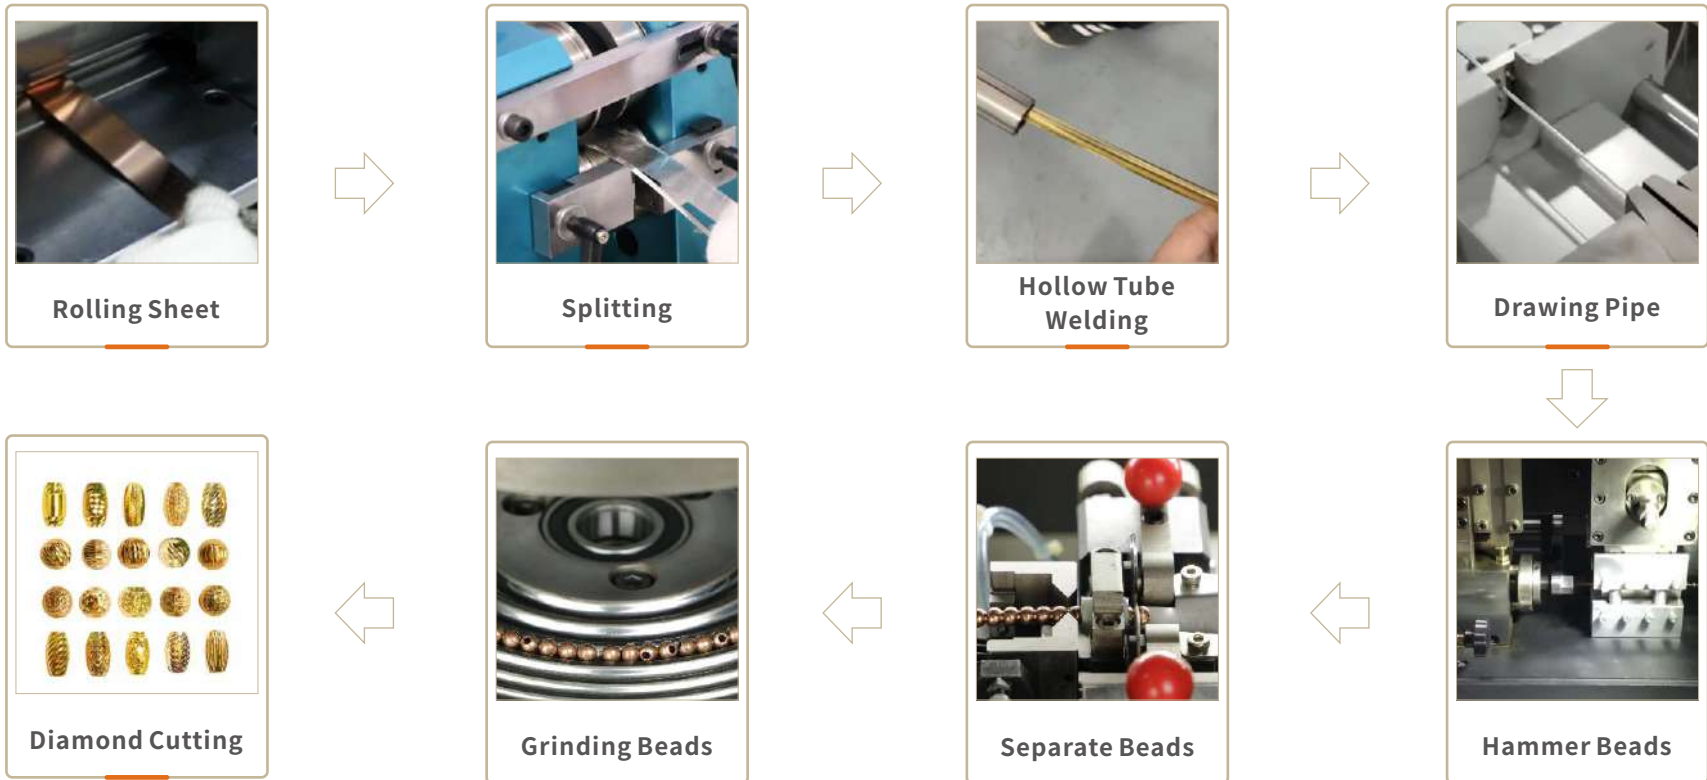 Rolling Sheet
Splitting
Hollow Tube
Welding
Drawing Pipe
Diamond Cutting
Grinding Beads
Separate Beads
Hammer Beads